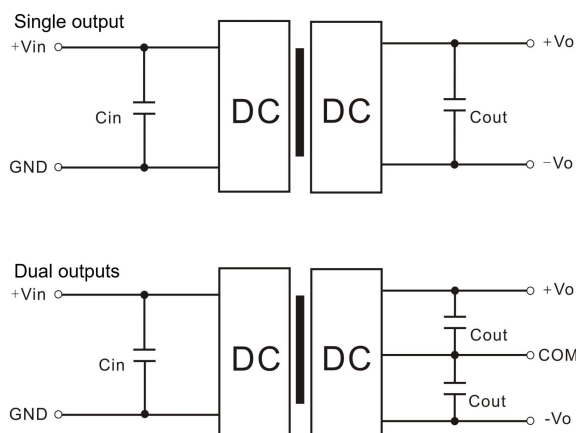 Single output
+Vin
+Vo
Cin
DC
DC
Cout
GND
−Vo
Dual outputs
+Vin
+Vo
Cout
Cin
DC
DC
COM
Cout
GND
-Vo